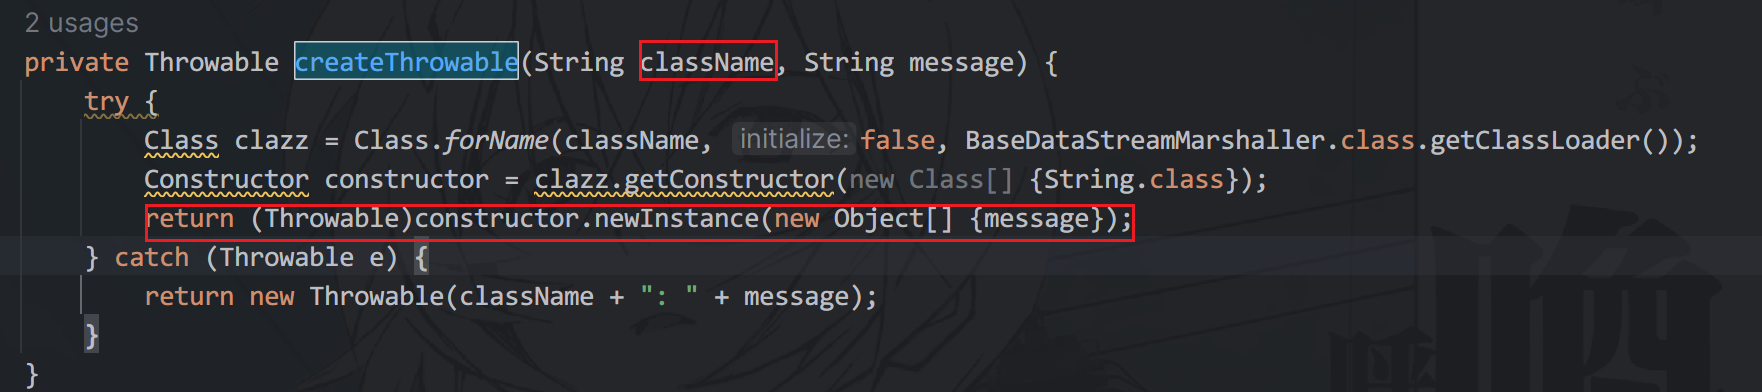 2 usages
private Throwable createThrowable(String className, String message) {
try {
Class clazz = Class.forName(className, initialize: false, BaseDataStreamMarshaller.class.getClassLoader());
Constructor constructor = clazz.getConstructor(new Class[] {String.class});
return (Throwable)constructor.newInstance(new Object[] {message});
} catch (Throwable e) {
return new Throwable(className + ": " + message);
}
}